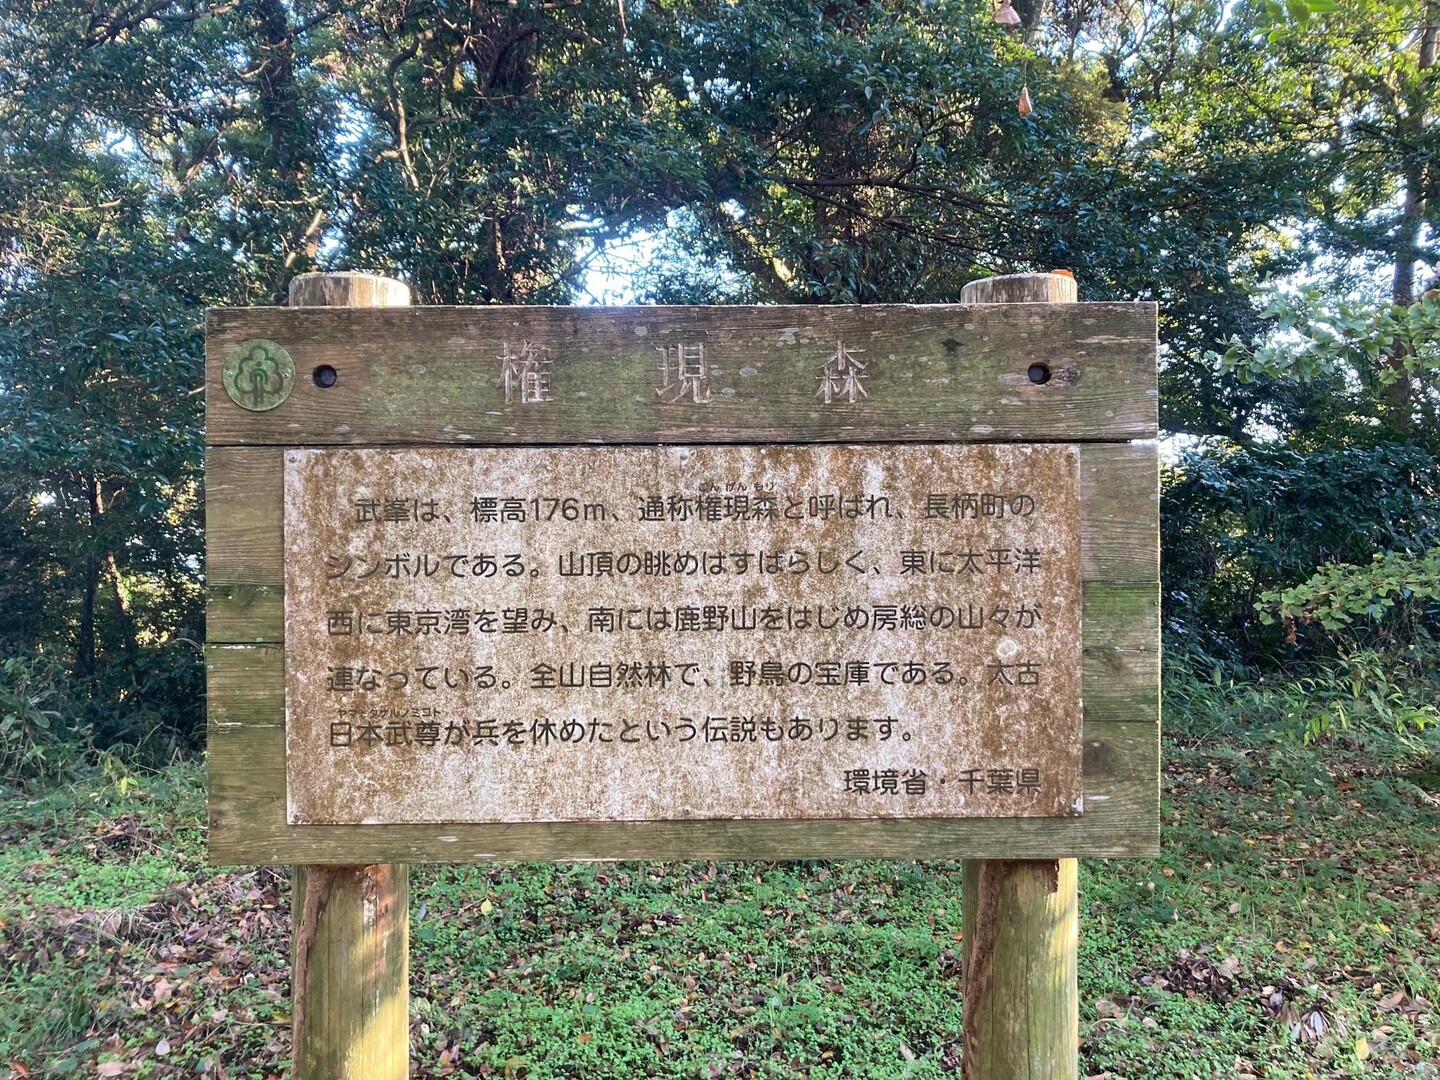 権現森
武峯は、標高176m、通称権現森と呼ばれ、長柄町の
シンボルである。山頂の眺めはすばらしく、東に太平洋
西に東京湾を望み、南には鹿野山をはじめ房総の山々が
連なっている。全山自然林で、野鳥の宝庫である。太古
日本武尊が兵を休めたという伝説もあります。
環境省・千葉県